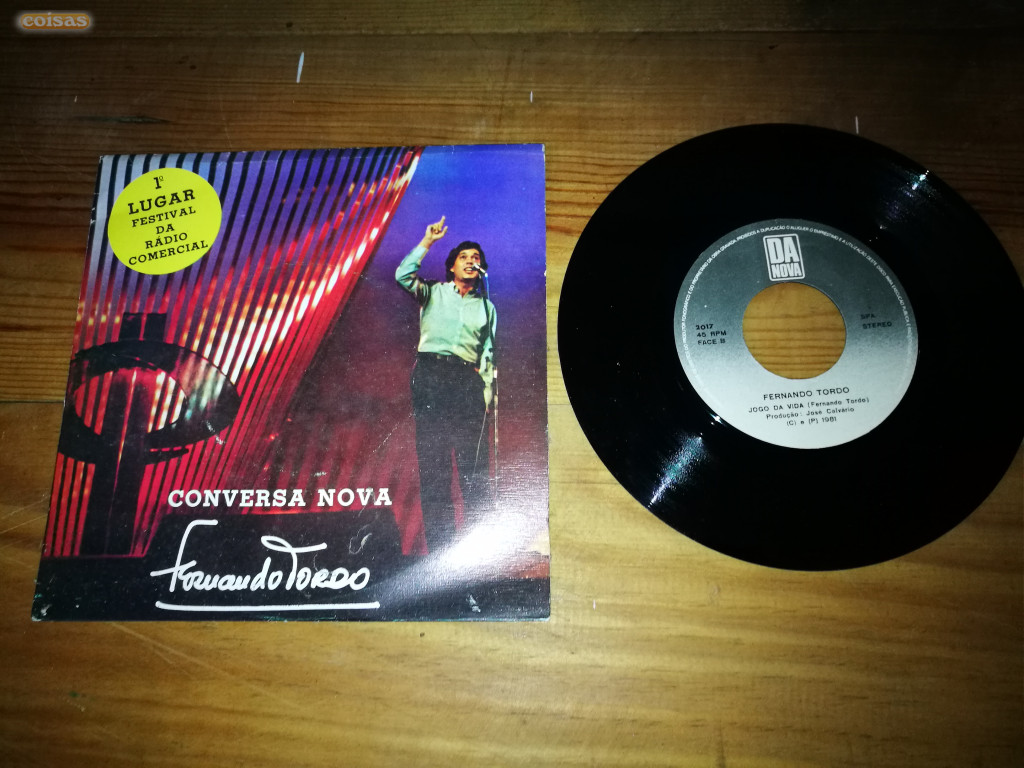 coisas
1º
LUGAR
FESTIVAL
DA
RÁDIO
COMERCIAL
CONVERSA NOVA
Fernando Tordo
DA
NOVA
2017
45 RPM
FACE.B
SPA
STEREO
FERNANDO TORDO
JOGO DA VIDA (Fernando Tordo)
Produção: José Calvário
(C) e (P) 1981